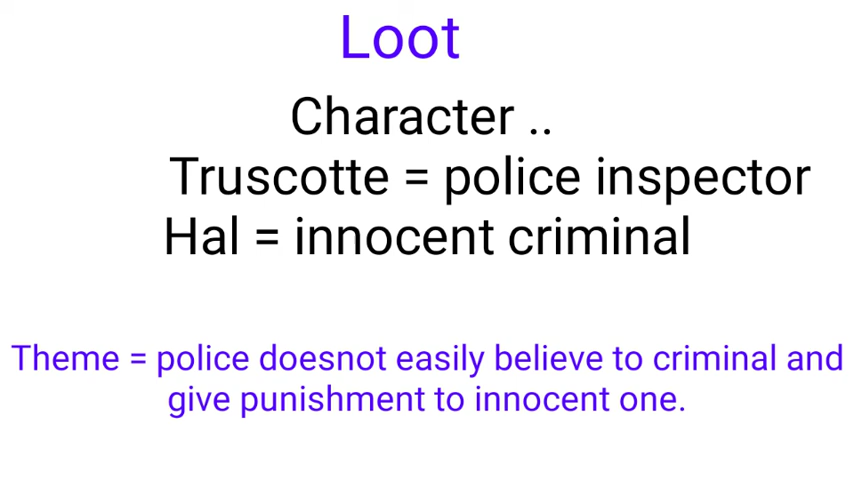 Loot
Character ..
Truscotte = police inspector
Hal = innocent criminal
Theme = police doesnot easily believe to criminal and
give punishment to innocent one.